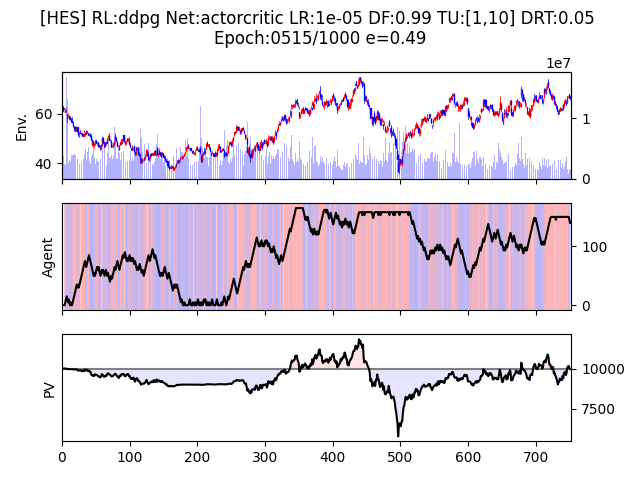 [HES] RL:ddpg Net:actorcritic LR:1e-05 DF:0.99 TU:[1,10] DRT:0.05
Epoch:0515/1000 e=0.49
1e7
Env.
60
40
1
0
Agent
100
0
PV
10000
7500
0 100 200 300 400 500 600 700